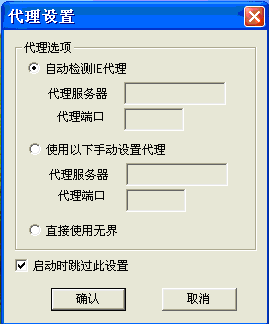 代理设置
代理选项
自动检测IE代理
代理服务器
代理端口
使用以下手动设置代理
代理服务器
代理端口
直接使用无界
启动时跳过此设置
确认 取消